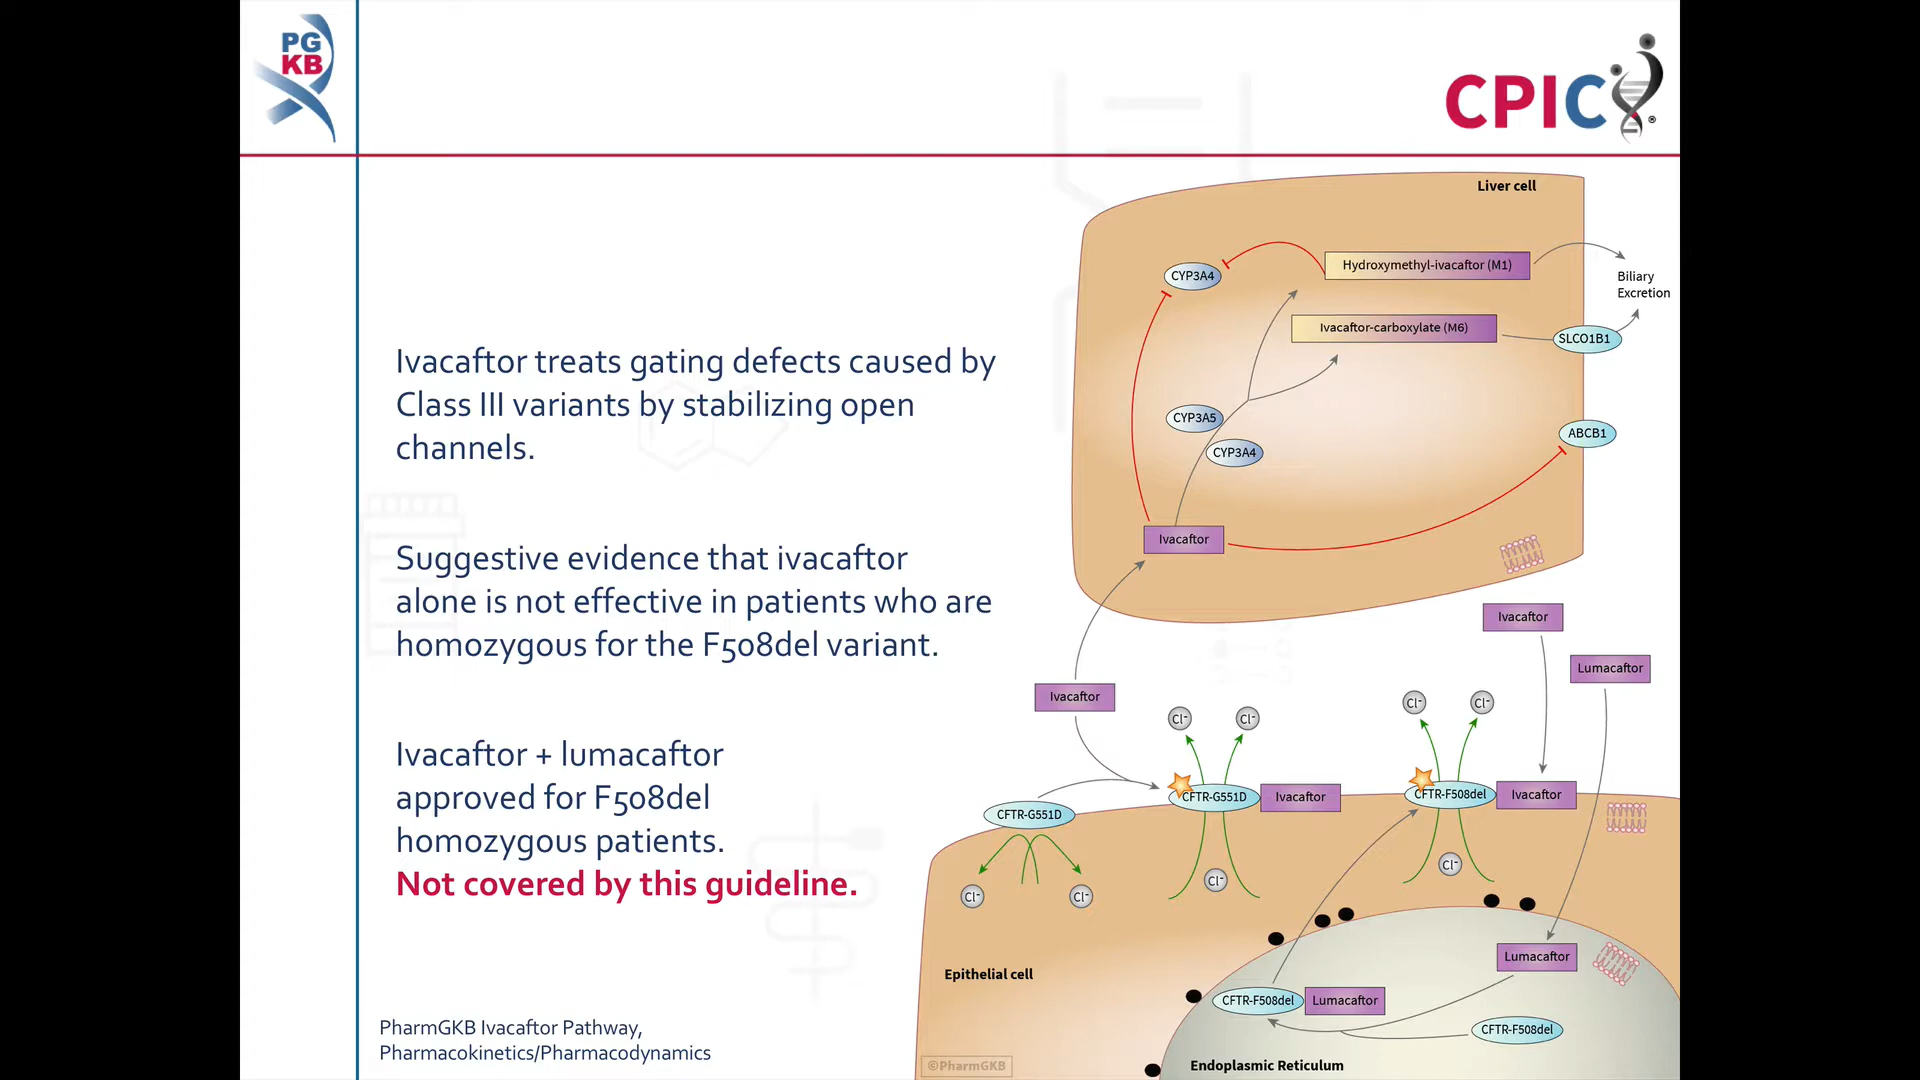 PG
KB
CPIC
®
Ivacaftor treats gating defects caused by
Class III variants by stabilizing open
channels.
Suggestive evidence that ivacaftor
alone is not effective in patients who are
homozygous for the F508del variant.
Ivacaftor + lumacaftor
approved for F508del
homozygous patients.
Not covered by this guideline.
PharmGKB Ivacaftor Pathway,
Pharmacokinetics/Pharmacodynamics
Liver cell
CYP3A4
Hydroxymethyl-ivacaftor (M1)
Biliary
Excretion
Ivacaftor-carboxylate (M6)
SLCO1B1
CYP3A5
CYP3A4
ABCB1
Ivacaftor
Ivacaftor
Lumacaftor
Ivacaftor
Cl⁻
Cl⁻
Cl⁻
Cl⁻
CFTR-G551D
CFTR-G551D
Ivacaftor
CFTR-F508del
Ivacaftor
Cl⁻
Cl⁻
Cl⁻
Cl⁻
Epithelial cell
Lumacaftor
CFTR-F508del
Lumacaftor
CFTR-F508del
©PharmGKB
Endoplasmic Reticulum